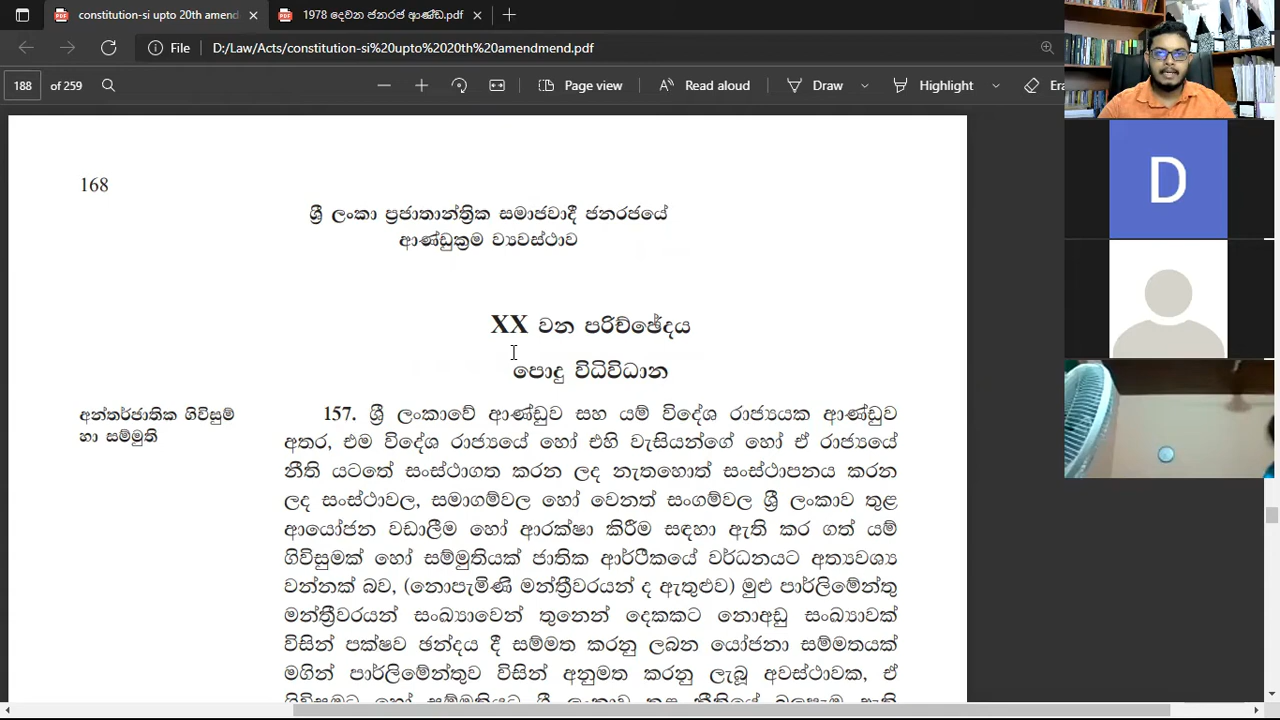 constitution-si upto 20th amend
1978 දෙවන ජනරජ ආණ්ඩ.pdf
File
D:/Law/Acts/constitution-si%20upto%2020th%20amendmend.pdf
188 of 259
Page view
Read aloud
Draw
Highlight
Era
168
ශ්‍රී ලංකා ප්‍රජාතාන්ත්‍රික සමාජවාදී ජනරජයේ
ආණ්ඩුක්‍රම ව්‍යවස්ථාව
XX වන පරිච්ඡේදය
පොදු විධිවිධාන
අන්තර්ජාතික ගිවිසුම්
හා සම්මුති
157. ශ්‍රී ලංකාවේ ආණ්ඩුව සහ යම් විදේශ රාජ්‍යයක ආණ්ඩුව
අතර, එම විදේශ රාජ්‍යයේ හෝ එහි වැසියන්ගේ හෝ ඒ රාජ්‍යයේ
නීති යටතේ සංස්ථාගත කරන ලද නැතහොත් සංස්ථාපනය කරන
ලද සංස්ථාවල, සමාගම්වල හෝ වෙනත් සංගම්වල ශ්‍රී ලංකාව තුළ
ආයෝජන වඩාලීම හෝ ආරක්ෂා කිරීම සඳහා ඇති කර ගත් යම්
ගිවිසුමක් හෝ සම්මුතියක් ජාතික ආර්ථිකයේ වර්ධනයට අත්‍යවශ්‍ය
වන්නක් බව, (නොපැමිණි මන්ත්‍රීවරයන් ද ඇතුළුව) මුළු පාර්ලිමේන්තු
මන්ත්‍රීවරයන් සංඛ්‍යාවෙන් තුනෙන් දෙකකට නොඅඩු සංඛ්‍යාවක්
විසින් පක්ෂව ඡන්දය දී සම්මත කරනු ලබන යෝජනා සම්මතයක්
මගින් පාර්ලිමේන්තුව විසින් අනුමත කරනු ලැබූ අවස්ථාවක, ඒ
D